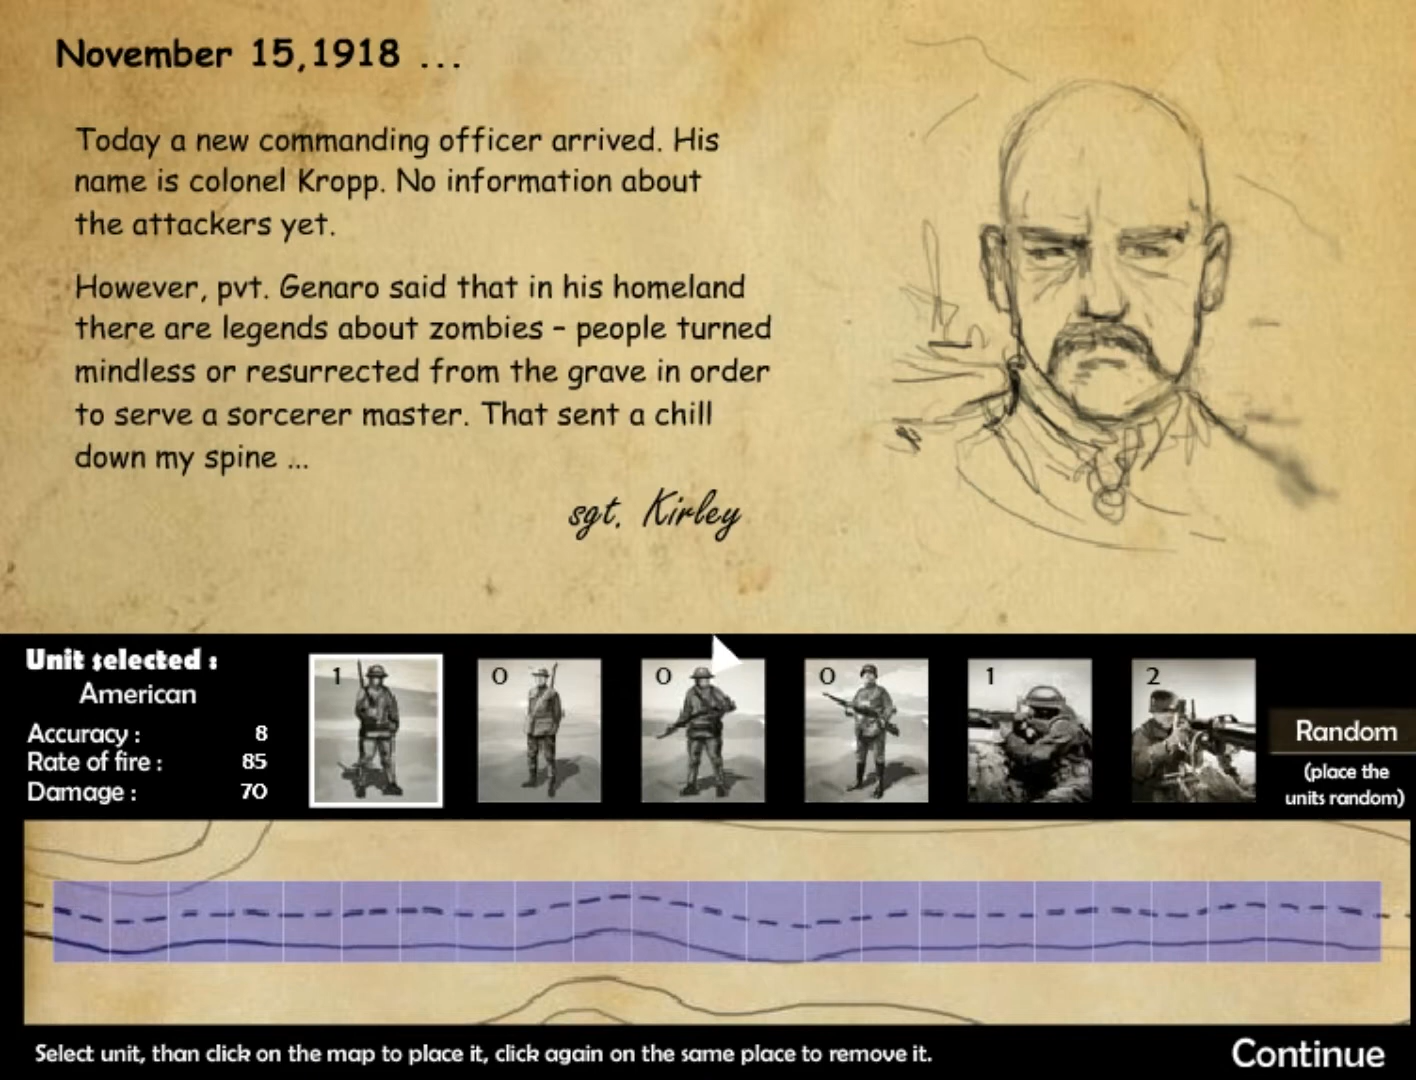 November 15,1918 ...
Today a new commanding officer arrived. His
name is colonel Kropp. No information about
the attackers yet.
However, pvt. Genaro said that in his homeland
there are legends about zombies - people turned
mindless or resurrected from the grave in order
to serve a sorcerer master. That sent a chill
down my spine ...
sgt. Kirley
Unit selected :
American
Accuracy : 8
Rate of fire : 85
Damage : 70
1 0 0 0 1 2
Random
(place the
units random)
Select unit, than click on the map to place it, click again on the same place to remove it.
Continue